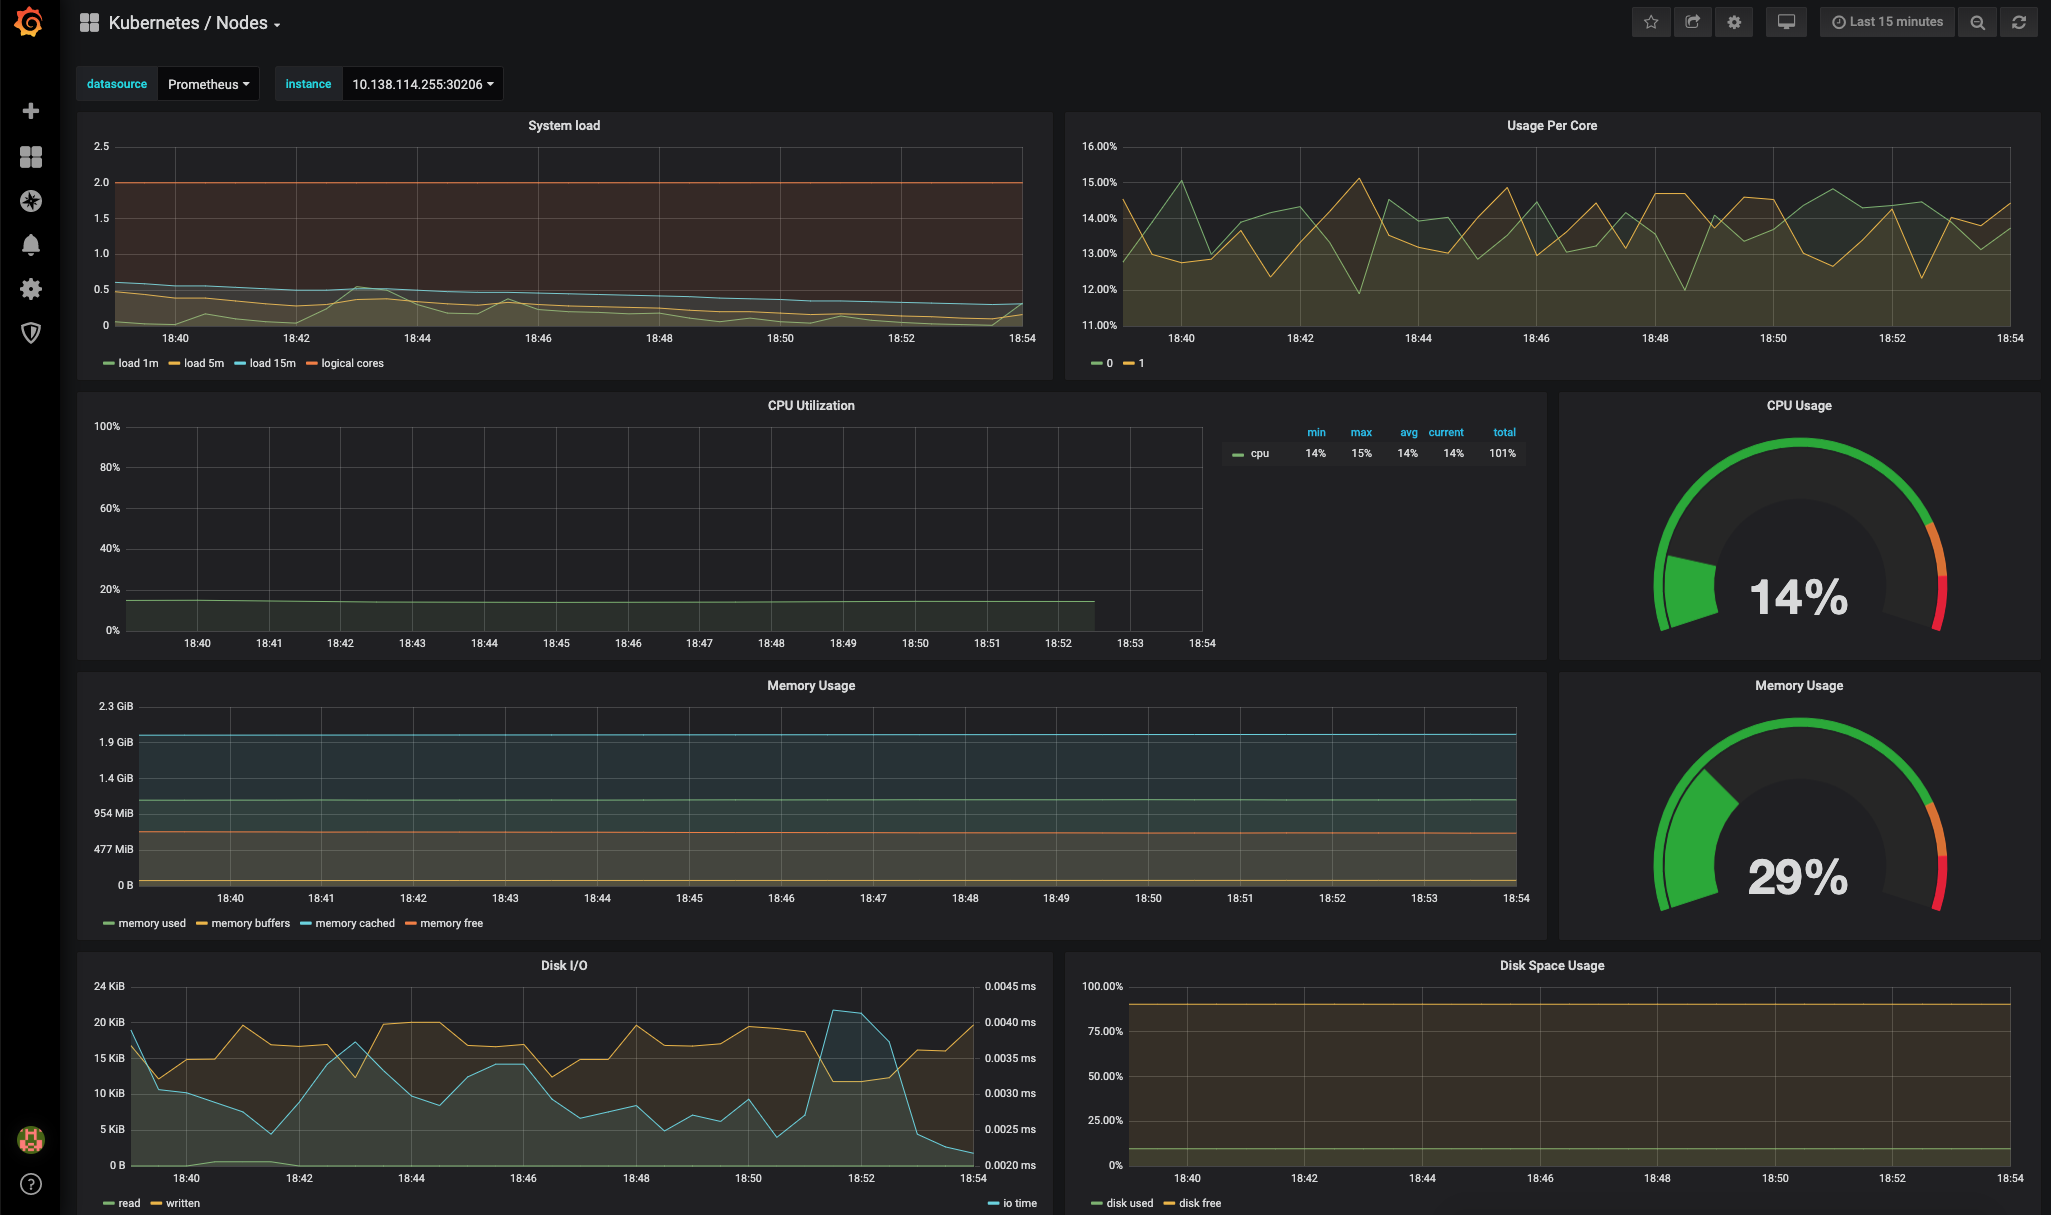 Kubernetes / Nodes
Last 15 minutes
datasource Prometheus instance 10.138.114.255:30206
System load
2.5
2.0
1.5
1.0
0.5
0
18:40 18:42 18:44 18:46 18:48 18:50 18:52 18:54
load 1m load 5m load 15m logical cores
Usage Per Core
16.00%
15.00%
14.00%
13.00%
12.00%
11.00%
18:40 18:42 18:44 18:46 18:48 18:50 18:52 18:54
0 1
CPU Utilization
100%
80%
60%
40%
20%
0%
18:40 18:41 18:42 18:43 18:44 18:45 18:46 18:47 18:48 18:49 18:50 18:51 18:52 18:53 18:54
min max avg current total
cpu 14% 15% 14% 14% 101%
CPU Usage
14%
Memory Usage
2.3 GiB
1.9 GiB
1.4 GiB
954 MiB
477 MiB
0 B
18:40 18:41 18:42 18:43 18:44 18:45 18:46 18:47 18:48 18:49 18:50 18:51 18:52 18:53 18:54
memory used memory buffers memory cached memory free
Memory Usage
29%
Disk I/O
24 KiB
20 KiB
15 KiB
10 KiB
5 KiB
0 B
0.0045 ms
0.0040 ms
0.0035 ms
0.0030 ms
0.0025 ms
0.0020 ms
18:40 18:42 18:44 18:46 18:48 18:50 18:52 18:54
read written io time
Disk Space Usage
100.00%
75.00%
50.00%
25.00%
0%
18:40 18:42 18:44 18:46 18:48 18:50 18:52 18:54
disk used disk free